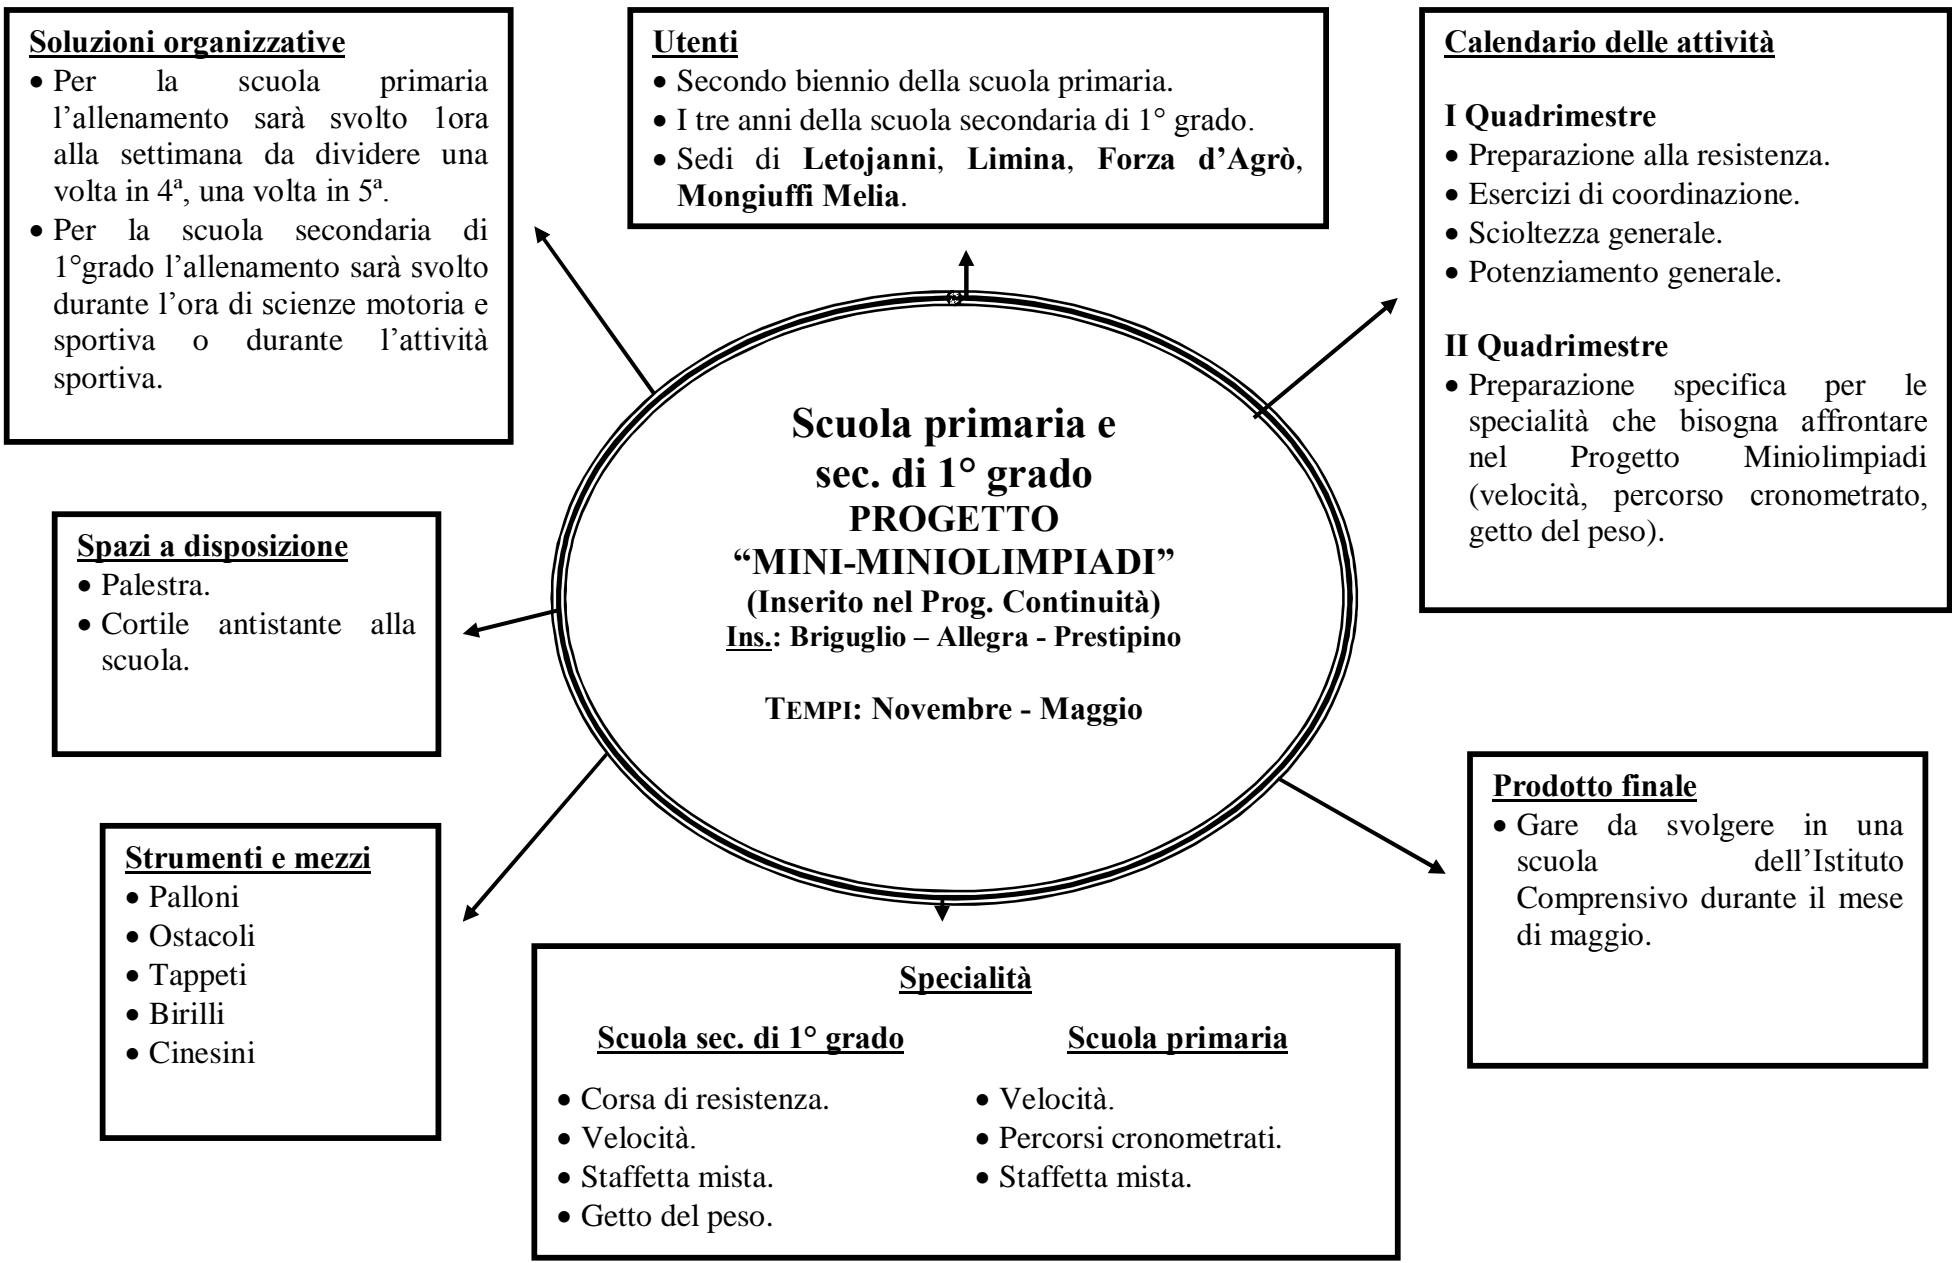 Soluzioni organizzative
• Per la scuola primaria
l’allenamento sarà svolto 1ora
alla settimana da dividere una
volta in 4ª, una volta in 5ª.
• Per la scuola secondaria di
1°grado l’allenamento sarà svolto
durante l’ora di scienze motoria e
sportiva o durante l’attività
sportiva.
Utenti
• Secondo biennio della scuola primaria.
• I tre anni della scuola secondaria di 1° grado.
• Sedi di Letojanni, Limina, Forza d’Agrò,
Mongiuffi Melia.
Calendario delle attività
I Quadrimestre
• Preparazione alla resistenza.
• Esercizi di coordinazione.
• Scioltezza generale.
• Potenziamento generale.
II Quadrimestre
• Preparazione specifica per le
specialità che bisogna affrontare
nel Progetto Miniolimpiadi
(velocità, percorso cronometrato,
getto del peso).
Scuola primaria e
sec. di 1° grado
PROGETTO
“MINI-MINIOLIMPIADI”
(Inserito nel Prog. Continuità)
Ins.: Briguglio – Allegra - Prestipino
TEMPI: Novembre - Maggio
Spazi a disposizione
• Palestra.
• Cortile antistante alla
scuola.
Strumenti e mezzi
• Palloni
• Ostacoli
• Tappeti
• Birilli
• Cinesini
Specialità
Scuola sec. di 1° grado
• Corsa di resistenza.
• Velocità.
• Staffetta mista.
• Getto del peso.
Scuola primaria
• Velocità.
• Percorsi cronometrati.
• Staffetta mista.
Prodotto finale
• Gare da svolgere in una
scuola dell’Istituto
Comprensivo durante il mese
di maggio.